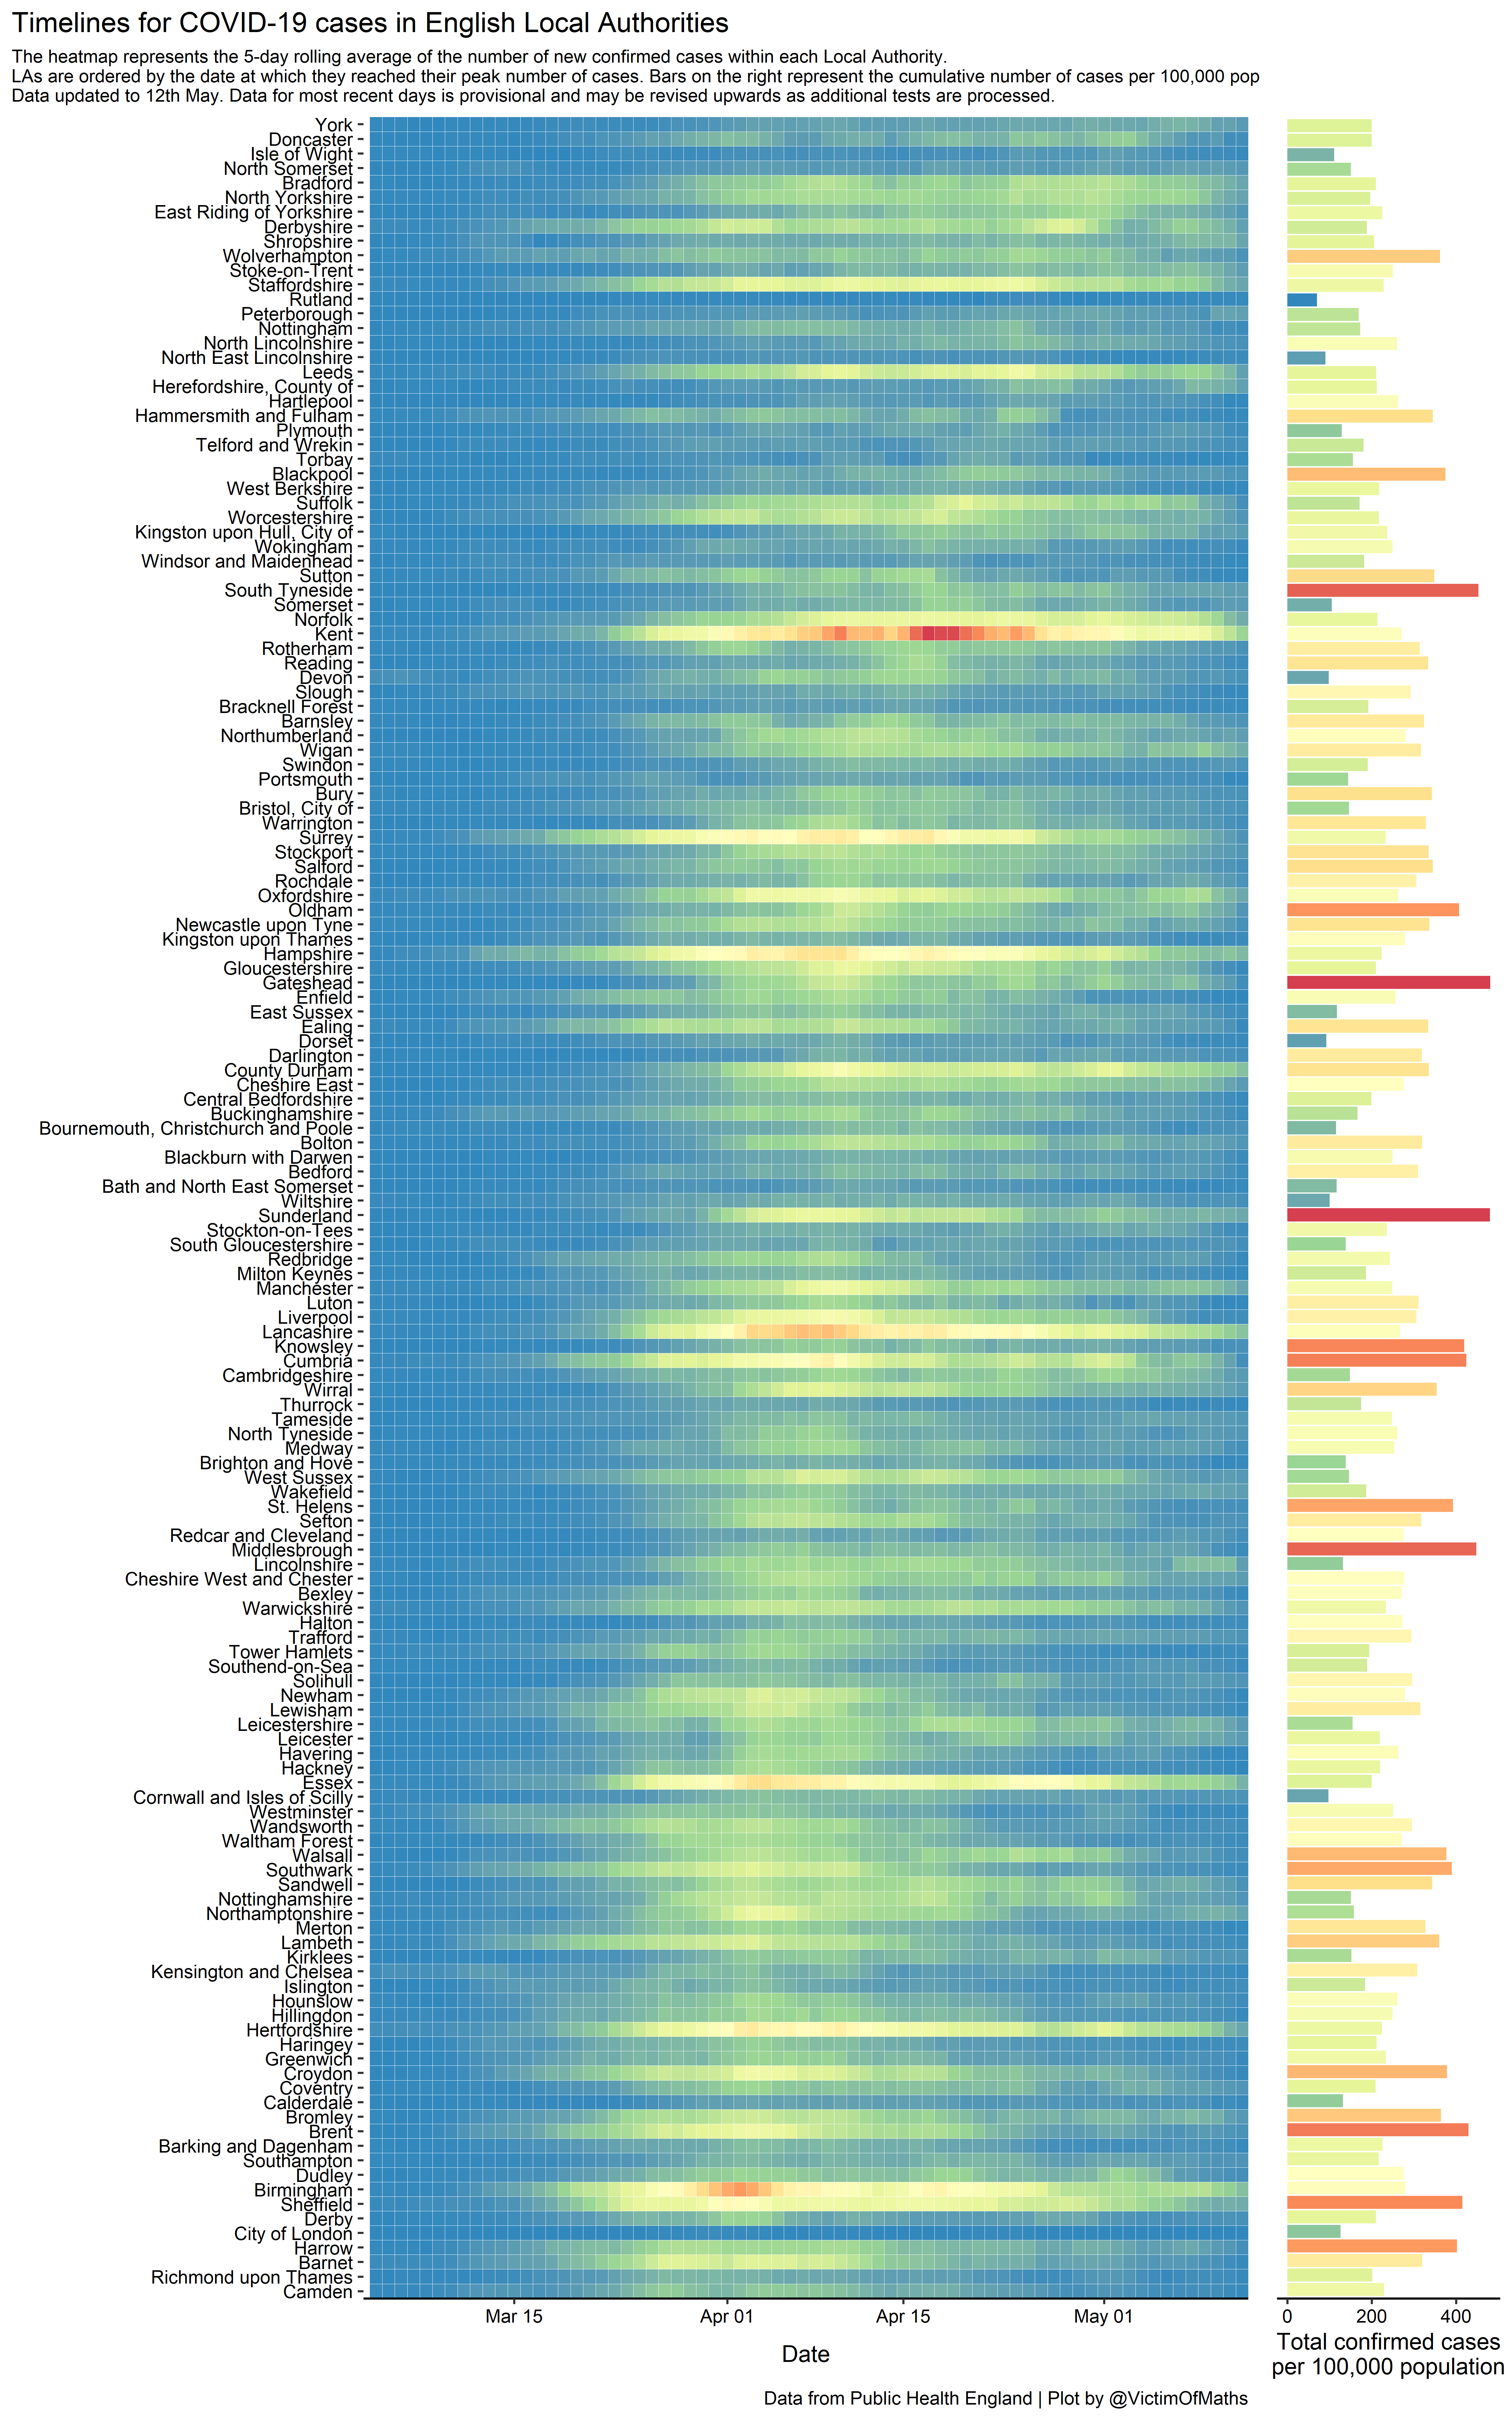 Timelines for COVID-19 cases in English Local Authorities
The heatmap represents the 5-day rolling average of the number of new confirmed cases within each Local Authority.
LAs are ordered by the date at which they reached their peak number of cases. Bars on the right represent the cumulative number of cases per 100,000 pop
Data updated to 12th May. Data for most recent days is provisional and may be revised upwards as additional tests are processed.
York
Doncaster
Isle of Wight
North Somerset
Bradford
North Yorkshire
East Riding of Yorkshire
Derbyshire
Shropshire
Wolverhampton
Stoke-on-Trent
Staffordshire
Rutland
Peterborough
Nottingham
North Lincolnshire
North East Lincolnshire
Leeds
Herefordshire, County of
Hartlepool
Hammersmith and Fulham
Plymouth
Telford and Wrekin
Torbay
Blackpool
West Berkshire
Suffolk
Worcestershire
Kingston upon Hull, City of
Wokingham
Windsor and Maidenhead
Sutton
South Tyneside
Somerset
Norfolk
Kent
Rotherham
Reading
Devon
Slough
Bracknell Forest
Barnsley
Northumberland
Wigan
Swindon
Portsmouth
Bury
Bristol, City of
Warrington
Surrey
Stockport
Salford
Rochdale
Oxfordshire
Oldham
Newcastle upon Tyne
Kingston upon Thames
Hampshire
Gloucestershire
Gateshead
Enfield
East Sussex
Ealing
Dorset
Darlington
County Durham
Cheshire East
Central Bedfordshire
Buckinghamshire
Bournemouth, Christchurch and Poole
Bolton
Blackburn with Darwen
Bedford
Bath and North East Somerset
Wiltshire
Sunderland
Stockton-on-Tees
South Gloucestershire
Redbridge
Milton Keynes
Manchester
Luton
Liverpool
Lancashire
Knowsley
Cumbria
Cambridgeshire
Wirral
Thurrock
Tameside
North Tyneside
Medway
Brighton and Hove
West Sussex
Wakefield
St. Helens
Sefton
Redcar and Cleveland
Middlesbrough
Lincolnshire
Cheshire West and Chester
Bexley
Warwickshire
Halton
Trafford
Tower Hamlets
Southend-on-Sea
Solihull
Newham
Lewisham
Leicestershire
Leicester
Havering
Hackney
Essex
Cornwall and Isles of Scilly
Westminster
Wandsworth
Waltham Forest
Walsall
Southwark
Sandwell
Nottinghamshire
Northamptonshire
Merton
Lambeth
Kirklees
Kensington and Chelsea
Islington
Hounslow
Hillingdon
Hertfordshire
Haringey
Greenwich
Croydon
Coventry
Calderdale
Bromley
Brent
Barking and Dagenham
Southampton
Dudley
Birmingham
Sheffield
Derby
City of London
Harrow
Barnet
Richmond upon Thames
Camden
Mar 15 Apr 01 Apr 15 May 01
Date
0 200 400
Total confirmed cases
per 100,000 population
Data from Public Health England | Plot by @VictimOfMaths